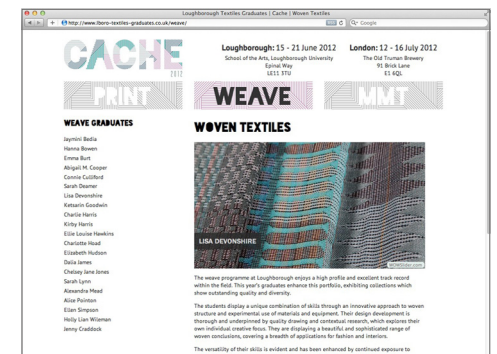 Loughborough Textiles Graduates | Cache | Woven Textiles
http://www.lboro-textiles-graduates.co.uk/weave/
Google
CACHE
2012
Loughborough: 15 - 21 June 2012
School of the Arts, Loughborough University
Epinal Way
LE11 3TU
London: 12 - 16 July 2012
The Old Truman Brewery
91 Brick Lane
E1 6QL
PRINT
WEAVE
MMT
WEAVE GRADUATES
Jaymini Bedia
Hanna Bowen
Emma Burt
Abigail M. Cooper
Connie Culliford
Sarah Dearner
Lisa Devonshire
Ketsarin Goodwin
Charlie Harris
Kirby Harris
Ellie Louise Hawkins
Charlotte Hoad
Elizabeth Hudson
Dalia James
Chelsey Jane Jones
Sarah Lynn
Alexandra Mead
Alise Pointon
Ellen Simpson
Holly Lian Wileman
Jenny Craddock
WOVEN TEXTILES
LISA DEVONSHIRE
The weave programme at Loughborough enjoys a high profile and excellent track record
within the field. This year's graduates enhance this portfolio, exhibiting collections which
show outstanding quality and diversity.
The students display a unique combination of skills through an innovative approach to woven
structure and experimental use of materials and equipment. Their design development is
thorough and underpinned by quality drawing and contextual research, which explores their
own individual creative focus. They are displaying a beautiful and sophisticated range of
woven conclusions, covering a breadth of applications for fashion and interiors.
The versatility of their skills is evident and has been enhanced by continued exposure to